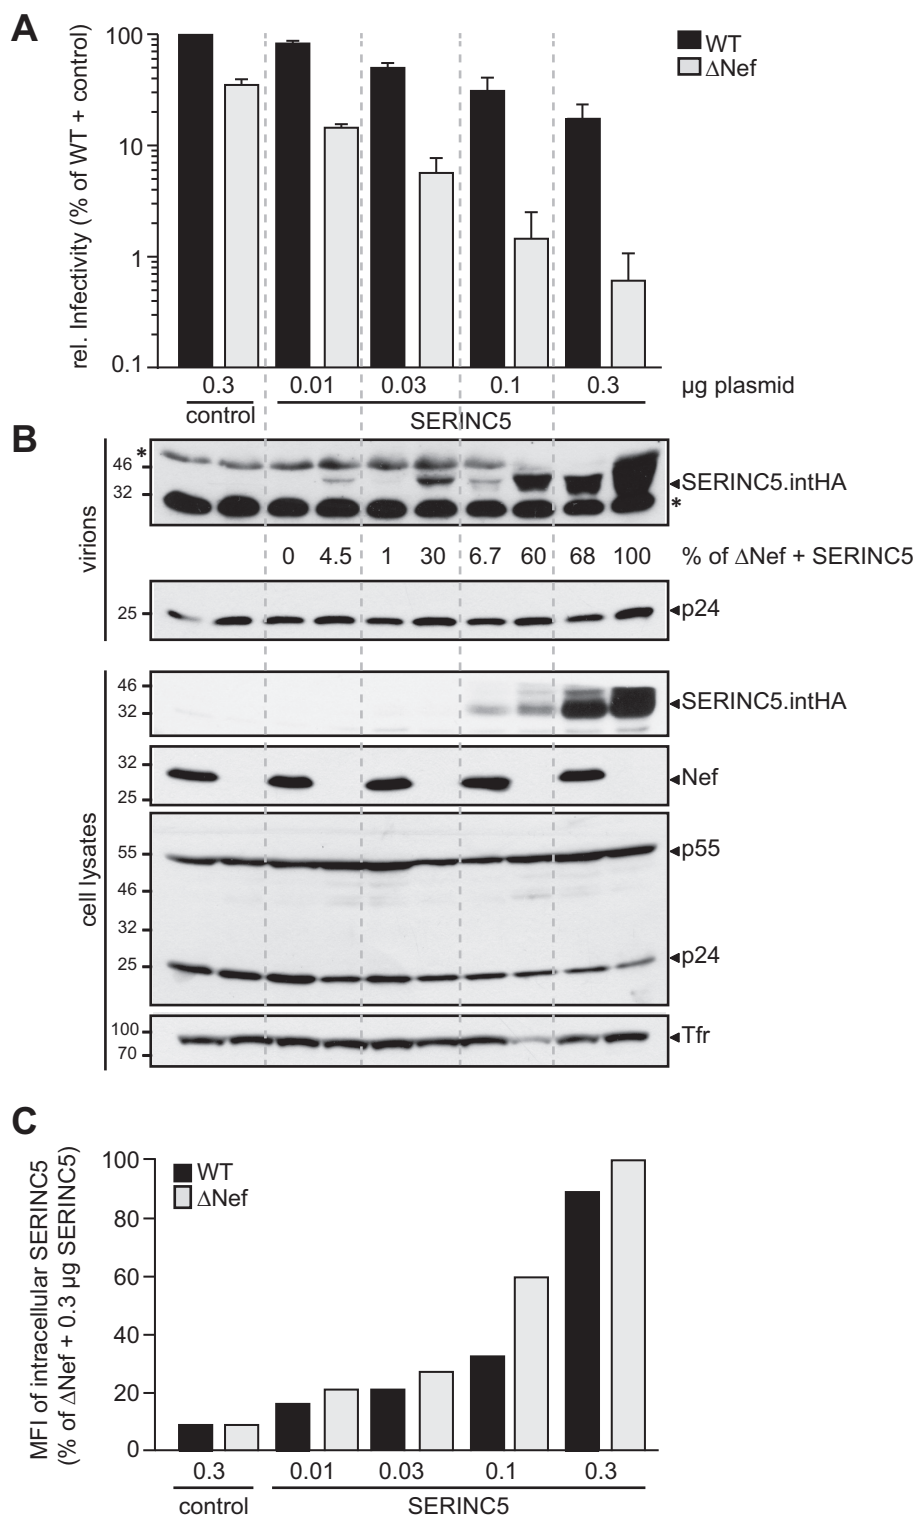 A
rel. Infectivity (% of WT + control)
100
10
1
0.1
WT
ΔNef
0.3 0.01 0.03 0.1 0.3 µg plasmid
control SERINC5
B
virions
*
46
32
SERINC5.intHA
*
0 4.5 1 30 6.7 60 68 100 % of ΔNef + SERINC5
25
p24
cell lysates
46
32
SERINC5.intHA
32
25
Nef
55
46
32
25
p55
p24
100
70
Tfr
C
MFI of intracellular SERINC5
(% of ΔNef + 0.3 µg SERINC5)
100
80
60
40
20
0
WT
ΔNef
0.3 0.01 0.03 0.1 0.3
control SERINC5